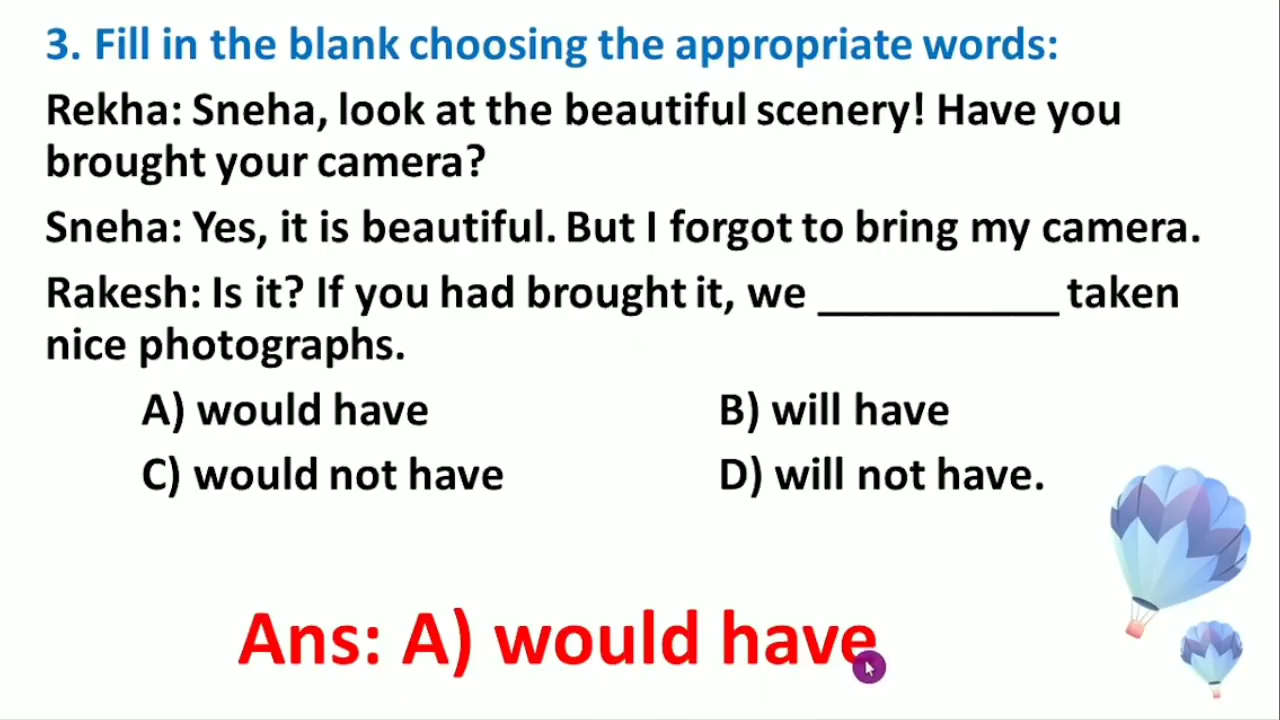 3. Fill in the blank choosing the appropriate words:
Rekha: Sneha, look at the beautiful scenery! Have you
brought your camera?
Sneha: Yes, it is beautiful. But I forgot to bring my camera.
Rakesh: Is it? If you had brought it, we ___________ taken
nice photographs.
A) would have B) will have
C) would not have D) will not have.
Ans: A) would have